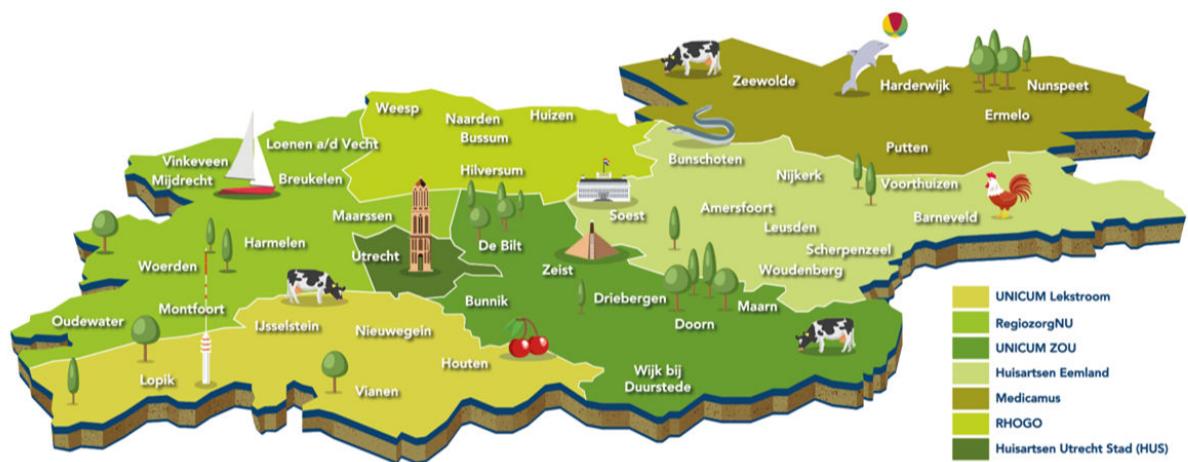 Zeewolde
Harderwijk
Nunspeet
Ermelo
Putten
Weesp
Naarden
Huizen
Bussum
Hilversum
Loenen a/d Vecht
Vinkeveen
Mijdrecht
Breukelen
Maarssen
Harmelen
Woerden
Montfoort
Oudewater
Utrecht
Bunschoten
Nijkerk
Voorthuizen
Barneveld
Soest
Amersfoort
Leusden
Scherpenzeel
Woudenberg
De Bilt
Zeist
Bunnik
Driebergen
Maarn
Doorn
Wijk bij
Duurstede
IJsselstein
Nieuwegein
Houten
Lopik
Vianen
UNICUM Lekstroom
RegiozorgNU
UNICUM ZOU
Huisartsen Eemland
Medicamus
RHOGO
Huisartsen Utrecht Stad (HUS)